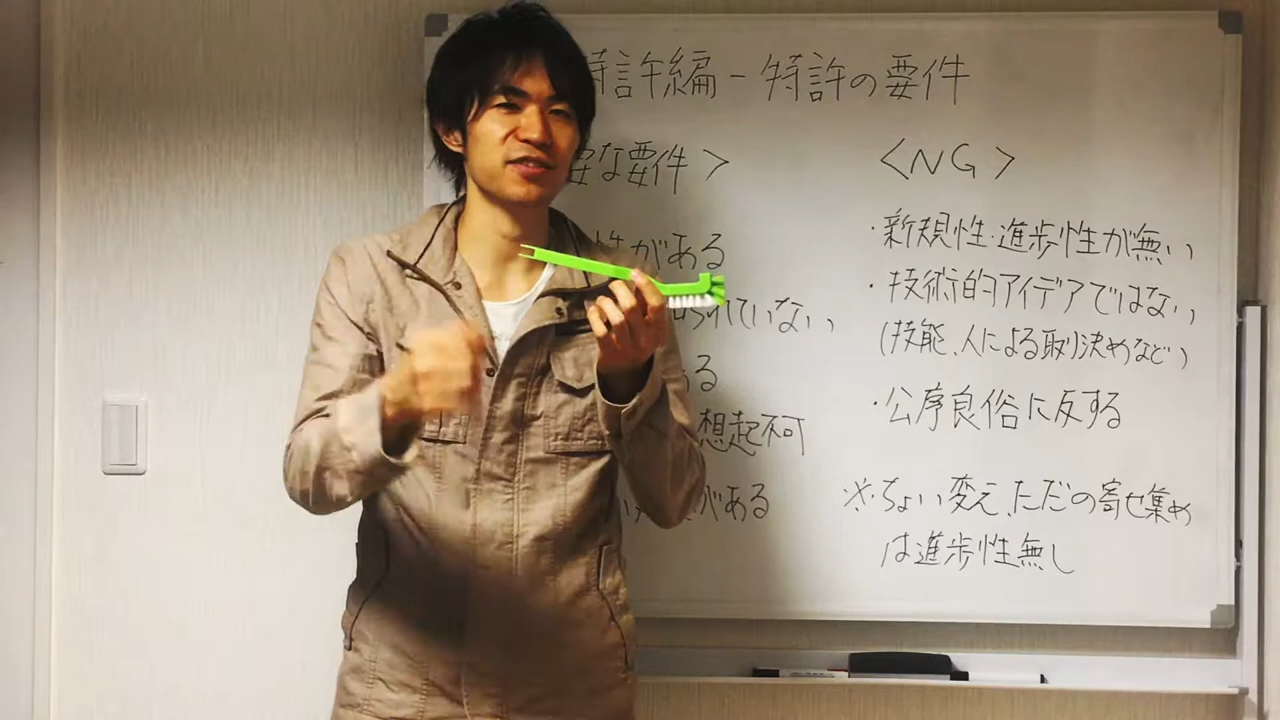 特許編-特許の要件
要な要件>
<NG>
性がある
られていない
ある
想起不可
がある
・新規性・進歩性が無い
・技術的アイデアではない
(技能、人による取り決めなど)
・公序良俗に反する
※・ちょい変え、ただの寄せ集め
は進歩性無し